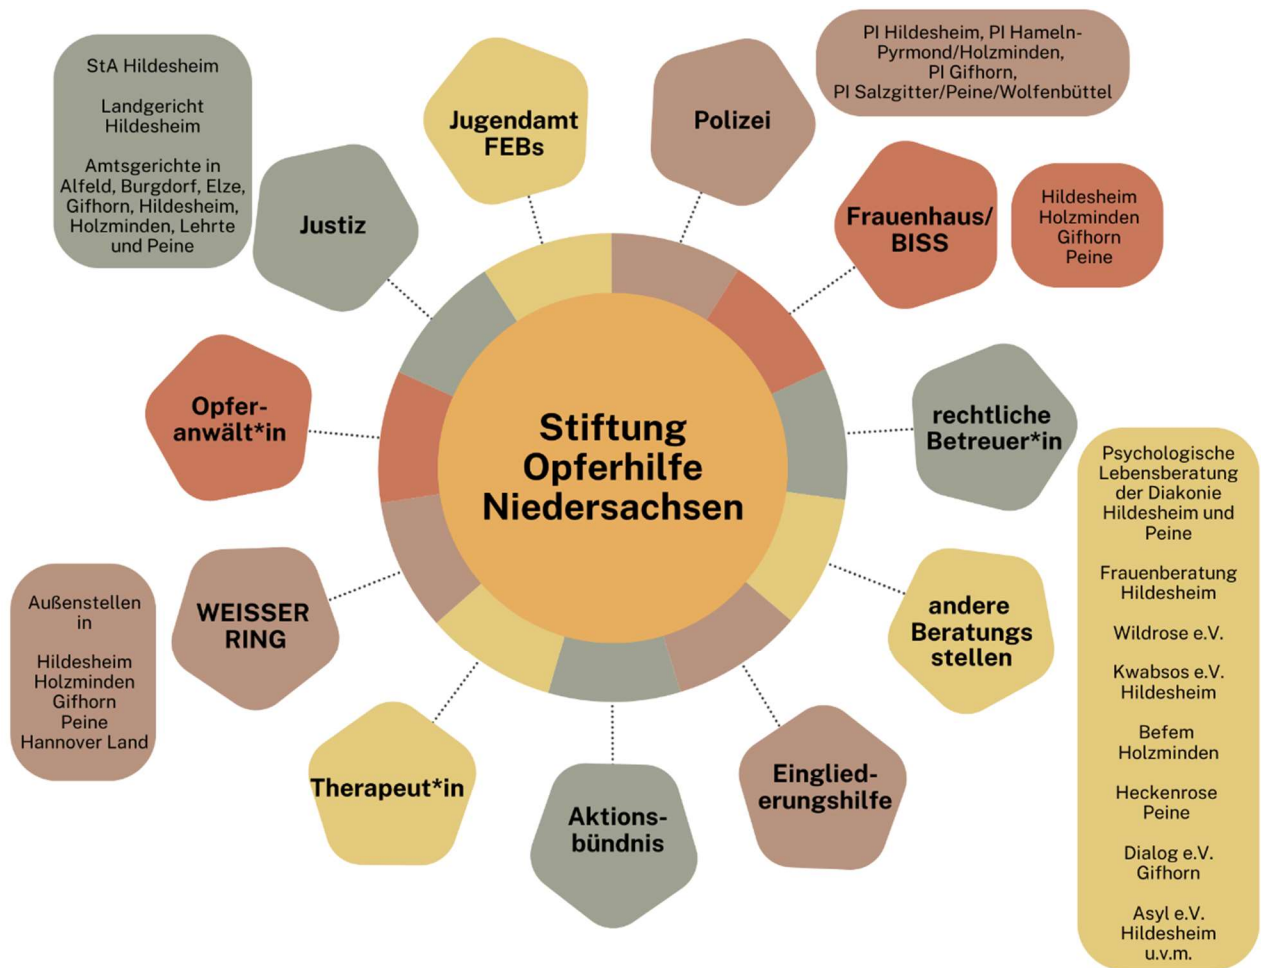 StA Hildesheim
Landgericht
Hildesheim
Amtsgerichte in
Alfeld, Burgdorf, Elze,
Gifhorn, Hildesheim,
Holzminden, Lehrte
und Peine
Justiz
Jugendamt
FEBs
Polizei
PI Hildesheim, PI Hameln-
Pyrmond/Holzminden,
PI Gifhorn,
PI Salzgitter/Peine/Wolfenbüttel
Frauenhaus/
BISS
Hildesheim
Holzminden
Gifhorn
Peine
Opfer-
anwält*in
Stiftung
Opferhilfe
Niedersachsen
rechtliche
Betreuer*in
Psychologische
Lebensberatung
der Diakonie
Hildesheim und
Peine
Frauenberatung
Hildesheim
Wildrose e.V.
Kwabsos e.V.
Hildesheim
Befem
Holzminden
Heckenrose
Peine
Dialog e.V.
Gifhorn
Asyl e.V.
Hildesheim
u.v.m.
andere
Beratungs
stellen
WEISSER
RING
Außenstellen
in
Hildesheim
Holzminden
Gifhorn
Peine
Hannover Land
Therapeut*in
Aktions-
bündnis
Einglied-
erungshilfe